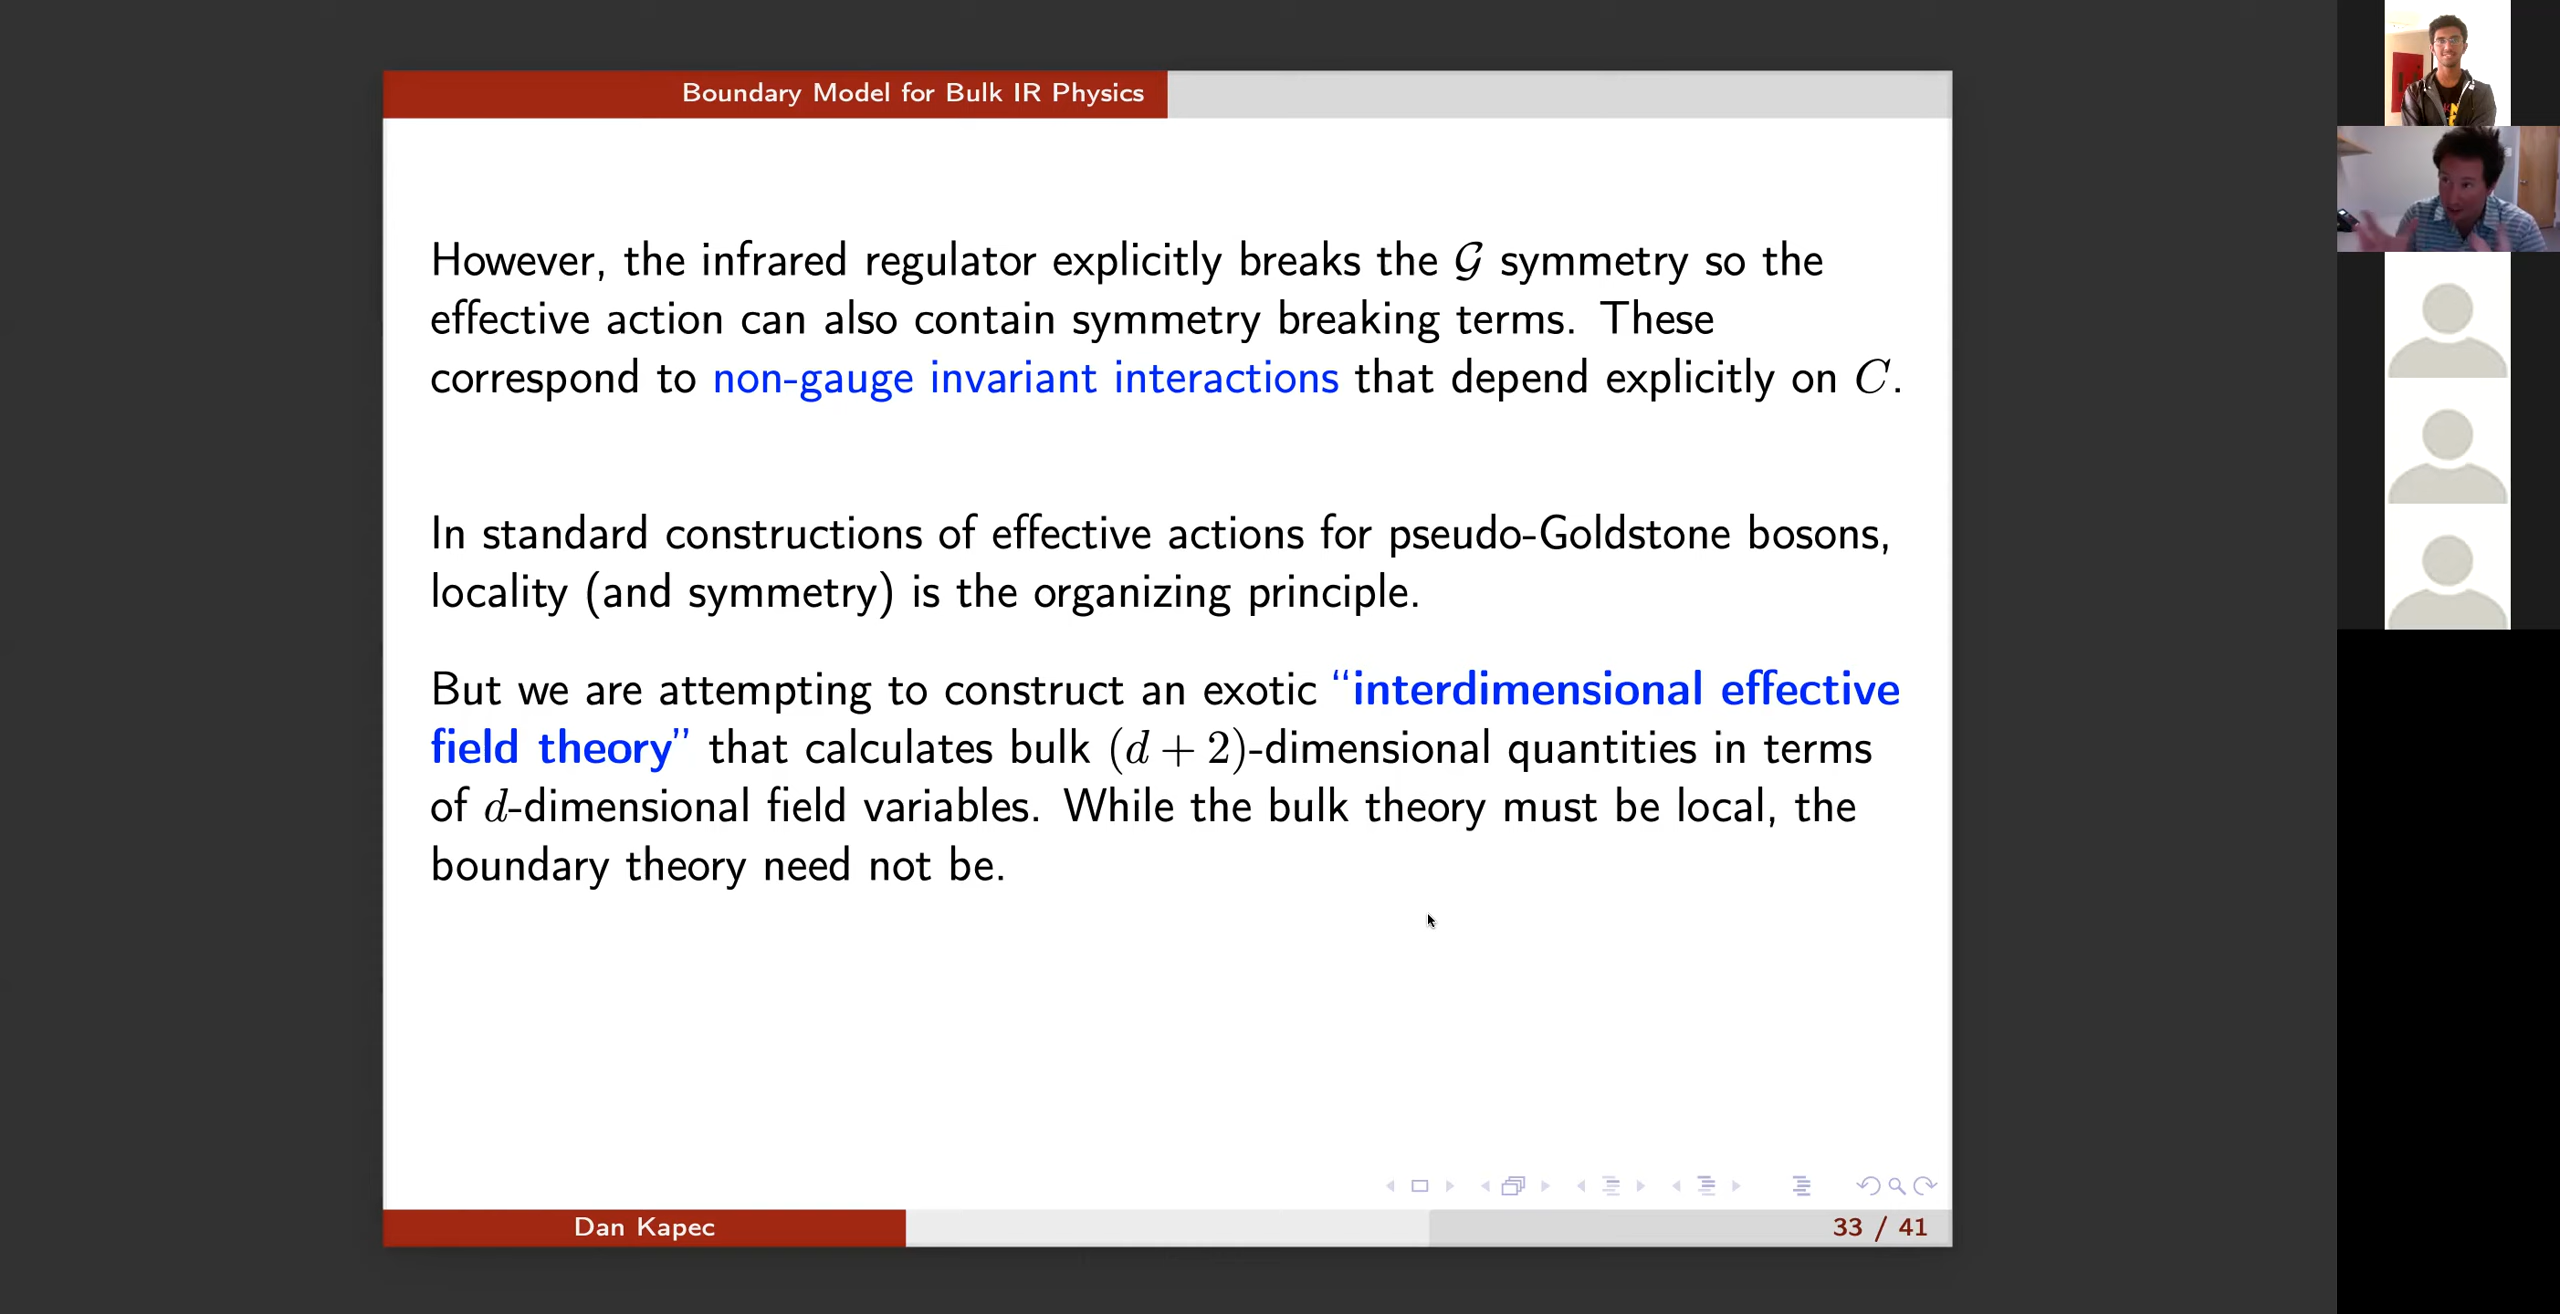 Boundary Model for Bulk IR Physics
However, the infrared regulator explicitly breaks the 𝒢 symmetry so the
effective action can also contain symmetry breaking terms. These
correspond to non-gauge invariant interactions that depend explicitly on C.
In standard constructions of effective actions for pseudo-Goldstone bosons,
locality (and symmetry) is the organizing principle.
But we are attempting to construct an exotic “interdimensional effective
field theory” that calculates bulk (d + 2)-dimensional quantities in terms
of d-dimensional field variables. While the bulk theory must be local, the
boundary theory need not be.
Dan Kapec
33 / 41